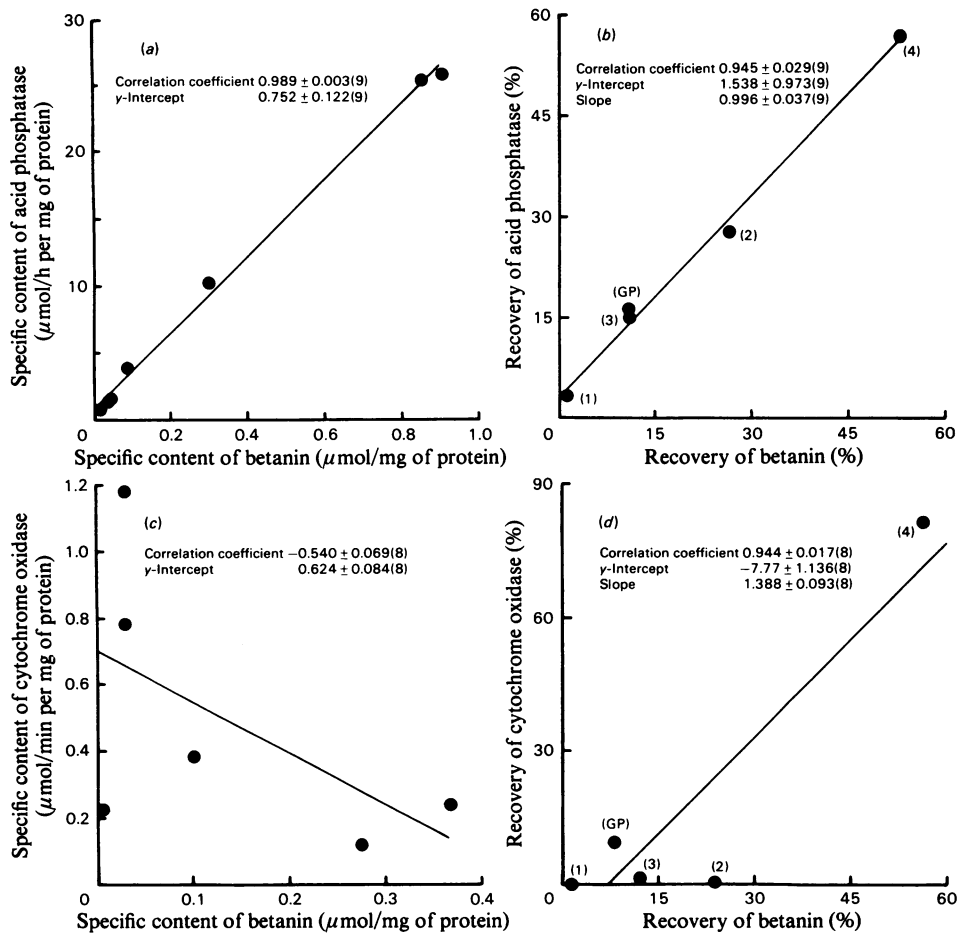 (a)
Correlation coefficient 0.989 ± 0.003(9)
y-Intercept 0.752 ± 0.122(9)
30
20
10
0 0.2 0.4 0.6 0.8 1.0
Specific content of acid phosphatase
(μmol/h per mg of protein)
Specific content of betanin (μmol/mg of protein)
(b)
Correlation coefficient 0.945 ± 0.029(9)
y-Intercept 1.538 ± 0.973(9)
Slope 0.996 ± 0.037(9)
60
45
30
15
0 15 30 45 60
(4)
(2)
(GP)
(3)
(1)
Recovery of acid phosphatase (%)
Recovery of betanin (%)
(c)
Correlation coefficient −0.540 ± 0.069(8)
y-Intercept 0.624 ± 0.084(8)
1.2
1.0
0.8
0.6
0.4
0.2
0
0 0.1 0.2 0.3 0.4
Specific content of cytochrome oxidase
(μmol/min per mg of protein)
Specific content of betanin (μmol/mg of protein)
(d)
Correlation coefficient 0.944 ± 0.017(8)
y-Intercept −7.77 ± 1.136(8)
Slope 1.388 ± 0.093(8)
90
60
30
0 15 30 45 60
(4)
(GP)
(1)
(3)
(2)
Recovery of cytochrome oxidase (%)
Recovery of betanin (%)